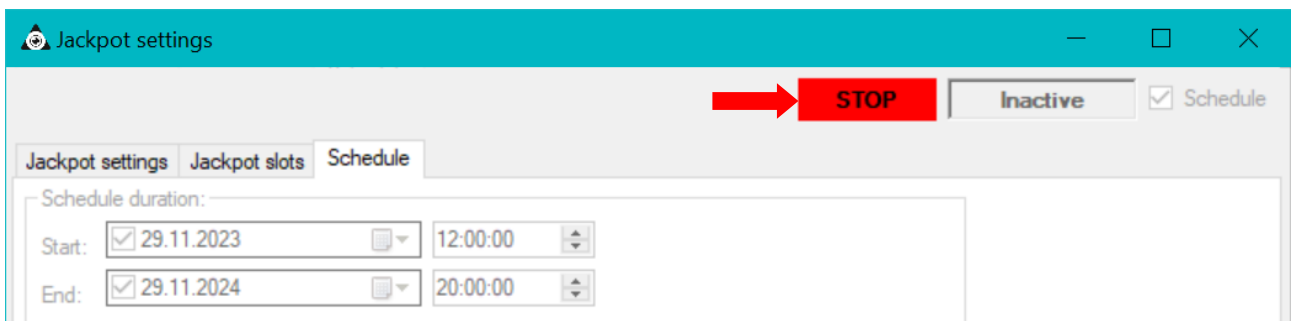 Jackpot settings
STOP Inactive Schedule
Jackpot settings Jackpot slots Schedule
Schedule duration:
Start: 29.11.2023 12:00:00
End: 29.11.2024 20:00:00